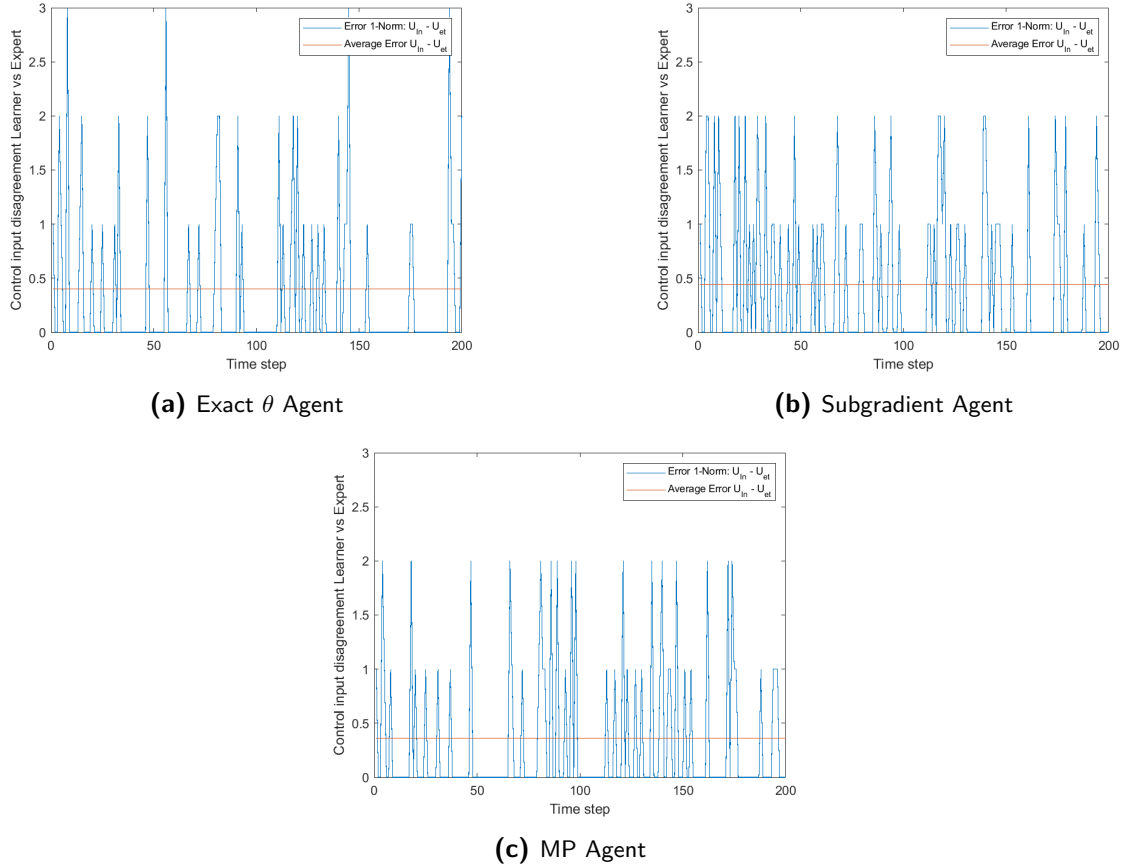 3
2.5
2
1.5
1
0.5
0
Control input disagreement Learner vs Expert
Error 1-Norm: U_ln - U_et
Average Error U_ln - U_et
0 50 100 150 200
Time step
(a) Exact θ Agent
3
2.5
2
1.5
1
0.5
0
Control input disagreement Learner vs Expert
Error 1-Norm: U_ln - U_et
Average Error U_ln - U_et
0 50 100 150 200
Time step
(b) Subgradient Agent
3
2.5
2
1.5
1
0.5
0
Control input disagreement Learner vs Expert
Error 1-Norm: U_ln - U_et
Average Error U_ln - U_et
0 50 100 150 200
Time step
(c) MP Agent